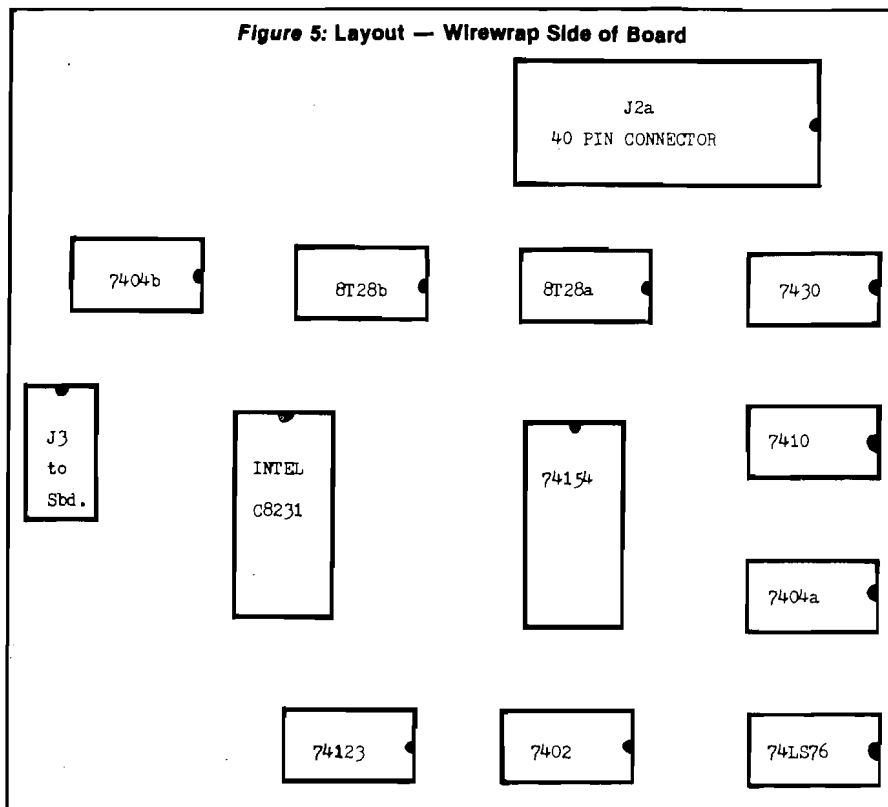 Figure 5: Layout — Wirewrap Side of Board
J2a
40 PIN CONNECTOR
7404b
8T28b
8T28a
7430
J3
to
Sbd.
INTEL
C8231
74154
7410
7404a
74123
7402
74LS76